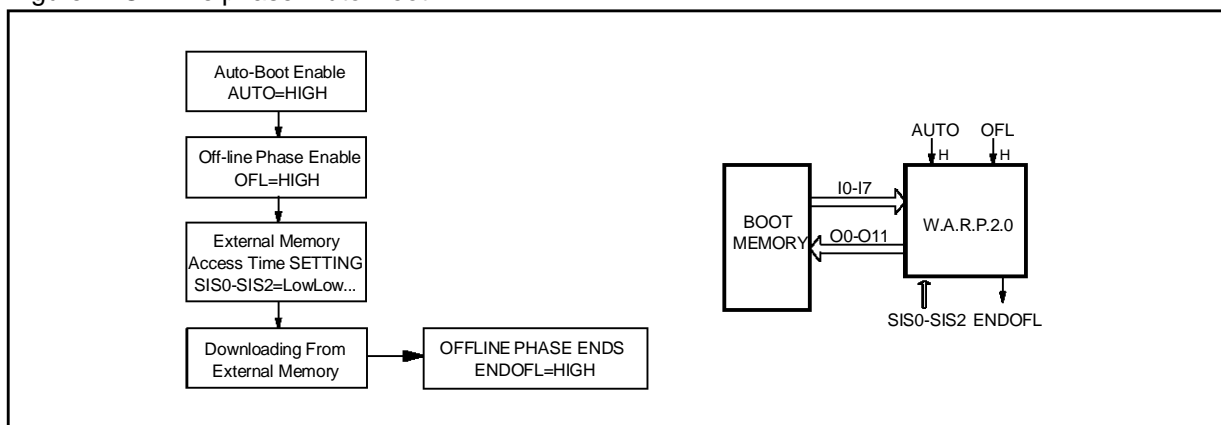 Auto-Boot Enable
AUTO=HIGH
Off-line Phase Enable
OFL=HIGH
External Memory
Access Time SETTING
SIS0-SIS2=LowLow...
Downloading From
External Memory
OFFLINE PHASE ENDS
ENDOFL=HIGH
AUTO OFL
H H
I0-I7
BOOT
MEMORY
O0-O11
W.A.R.P.2.0
SIS0-SIS2 ENDOFL